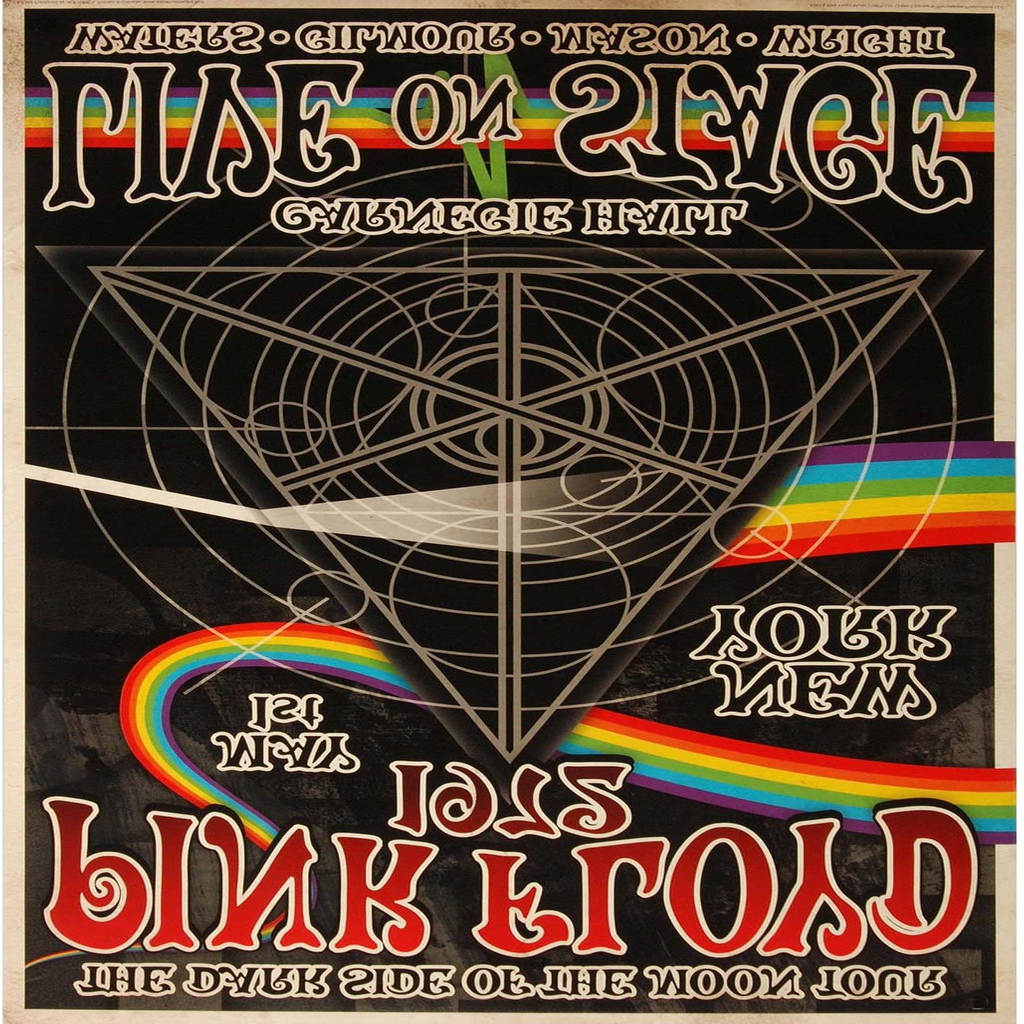 THE DARK SIDE OF THE MOON TOUR
PINK FLOYD
1972
MAY
1st
NEW
YORK
CARNEGIE HALL
LIVE ON STAGE
WATERS • GILMOUR • MASON • WRIGHT